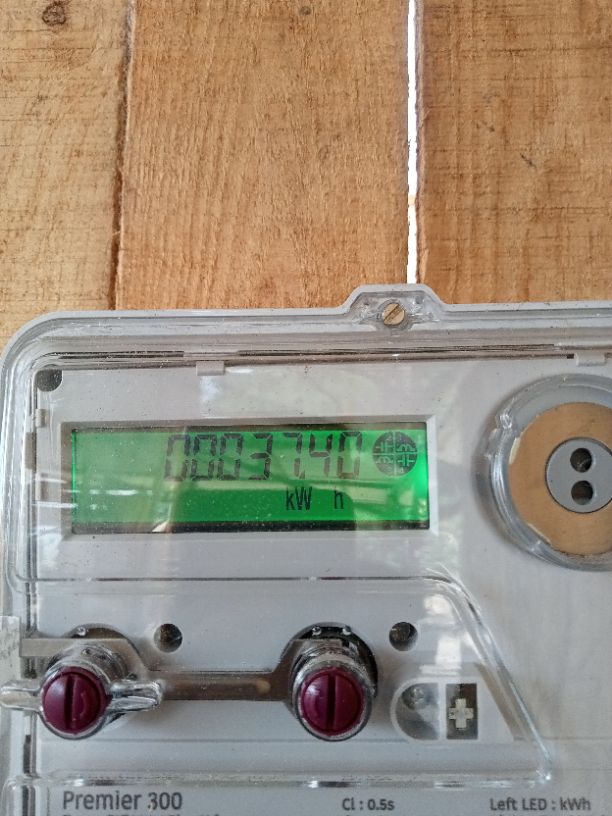 0003740
kW h
Premier 300
Cl : 0.5s
Left LED : kWh